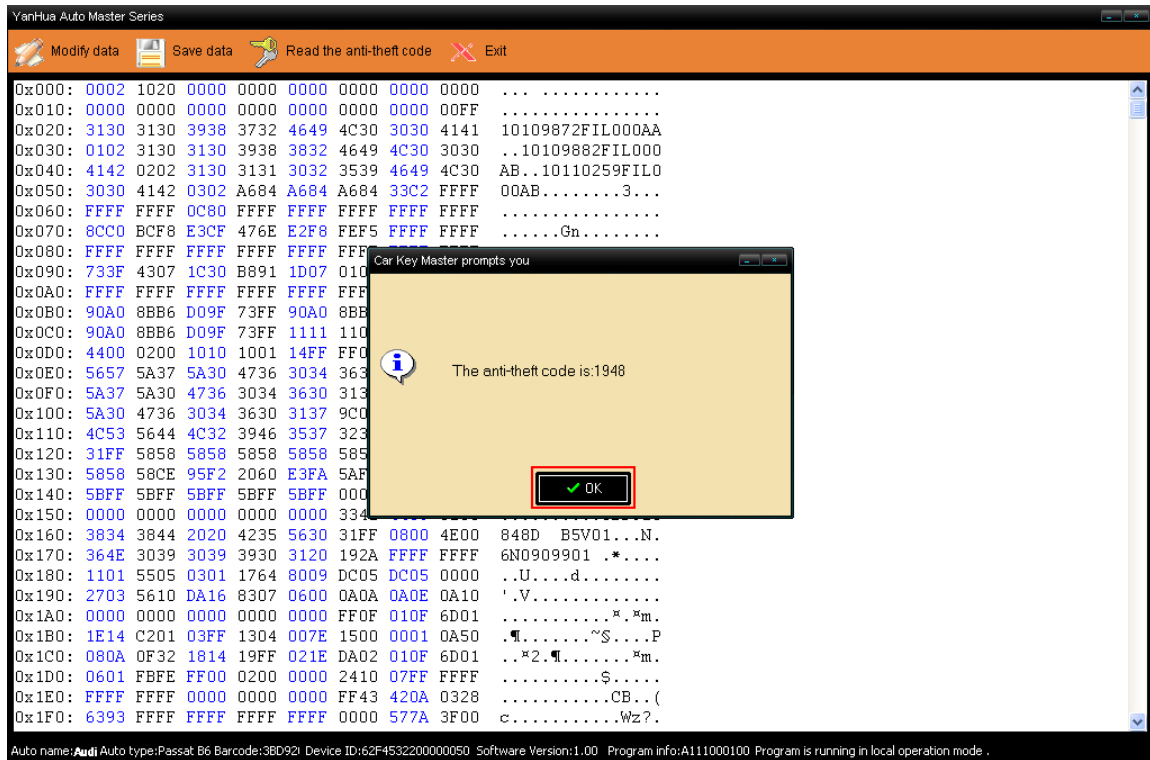 YanHua Auto Master Series
Modify data Save data Read the anti-theft code Exit
0x000: 0002 1020 0000 0000 0000 0000 0000 0000 ... ............
0x010: 0000 0000 0000 0000 0000 0000 0000 00FF ................
0x020: 3130 3130 3938 3732 4649 4C30 3030 4141 10109872FIL000AA
0x030: 0102 3130 3130 3938 3832 4649 4C30 3030 ..10109882FIL000
0x040: 4142 0202 3130 3131 3032 3539 4649 4C30 AB..10110259FIL0
0x050: 3030 4142 0302 A684 A684 A684 33C2 FFFF 00AB........3...
0x060: FFFF FFFF 0C80 FFFF FFFF FFFF FFFF FFFF ................
0x070: 8CC0 BCF8 E3CF 476E E2F8 FEF5 FFFF FFFF ......Gn........
0x080: FFFF FFFF FFFF FFFF FFFF
0x090: 733F 4307 1C30 B891 1D07 010
0x0A0: FFFF FFFF FFFF FFFF FFFF FFF
0x0B0: 90A0 8BB6 D09F 73FF 90A0 8BB
0x0C0: 90A0 8BB6 D09F 73FF 1111 110
0x0D0: 4400 0200 1010 1001 14FF FF0
0x0E0: 5657 5A37 5A30 4736 3034 363
0x0F0: 5A37 5A30 4736 3034 3630 313
0x100: 5A30 4736 3034 3630 3137 9C0
0x110: 4C53 5644 4C32 3946 3537 323
0x120: 31FF 5858 5858 5858 5858 585
0x130: 5858 58CE 95F2 2060 E3FA 5AF
0x140: 5BFF 5BFF 5BFF 5BFF 5BFF 000
0x150: 0000 0000 0000 0000 0000
0x160: 3834 3844 2020 4235 5630 31FF 0800 4E00 848D B5V01...N.
0x170: 364E 3039 3039 3930 3120 192A FFFF FFFF 6N0909901 .*....
0x180: 1101 5505 0301 1764 8009 DC05 DC05 0000 ..U....d........
0x190: 2703 5610 DA16 8307 0600 0A0A 0A0E 0A10 '.V.............
0x1A0: 0000 0000 0000 0000 0000 FF0F 010F 6D01 ............¤.¤m.
0x1B0: 1E14 C201 03FF 1304 007E 1500 0001 0A50 .¶.......~§....P
0x1C0: 080A 0F32 1814 19FF 021E DA02 010F 6D01 ..¤2.¶.......¤m.
0x1D0: 0601 FBFE FF00 0200 0000 2410 07FF FFFF ..........$.....
0x1E0: FFFF FFFF 0000 0000 0000 FF43 420A 0328 ...........CB..(
0x1F0: 6393 FFFF FFFF FFFF FFFF 0000 577A 3F00 c...........Wz?.
Car Key Master prompts you
The anti-theft code is:1948
OK
Auto name:Audi Auto type:Passat B6 Barcode:3BD92I Device ID:62F4532200000050 Software Version:1.00 Program info:A111000100 Program is running in local operation mode .